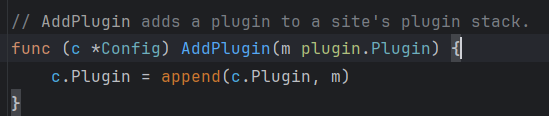 // AddPlugin adds a plugin to a site's plugin stack.
func (c *Config) AddPlugin(m plugin.Plugin) {
    c.Plugin = append(c.Plugin, m)
}